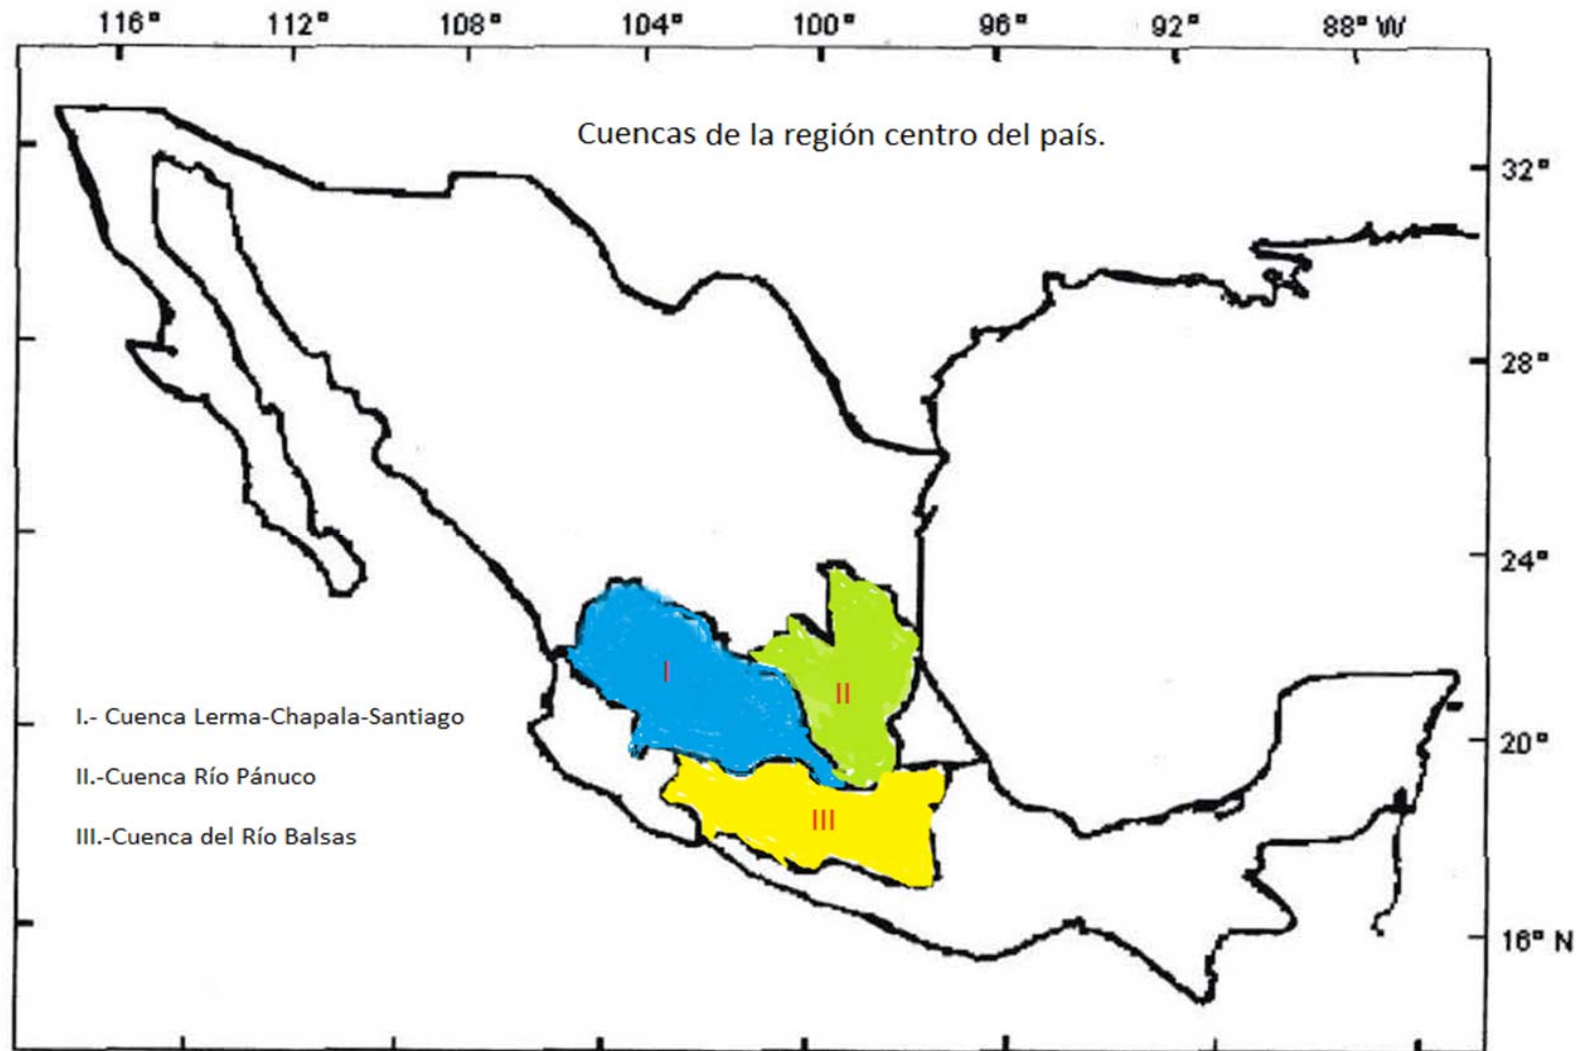 116° 112° 108° 104° 100° 96° 92° 88° W
Cuencas de la región centro del país.
32°
28°
24°
I
II
I.- Cuenca Lerma-Chapala-Santiago
20°
II.-Cuenca Río Pánuco
III
III.-Cuenca del Río Balsas
16° N